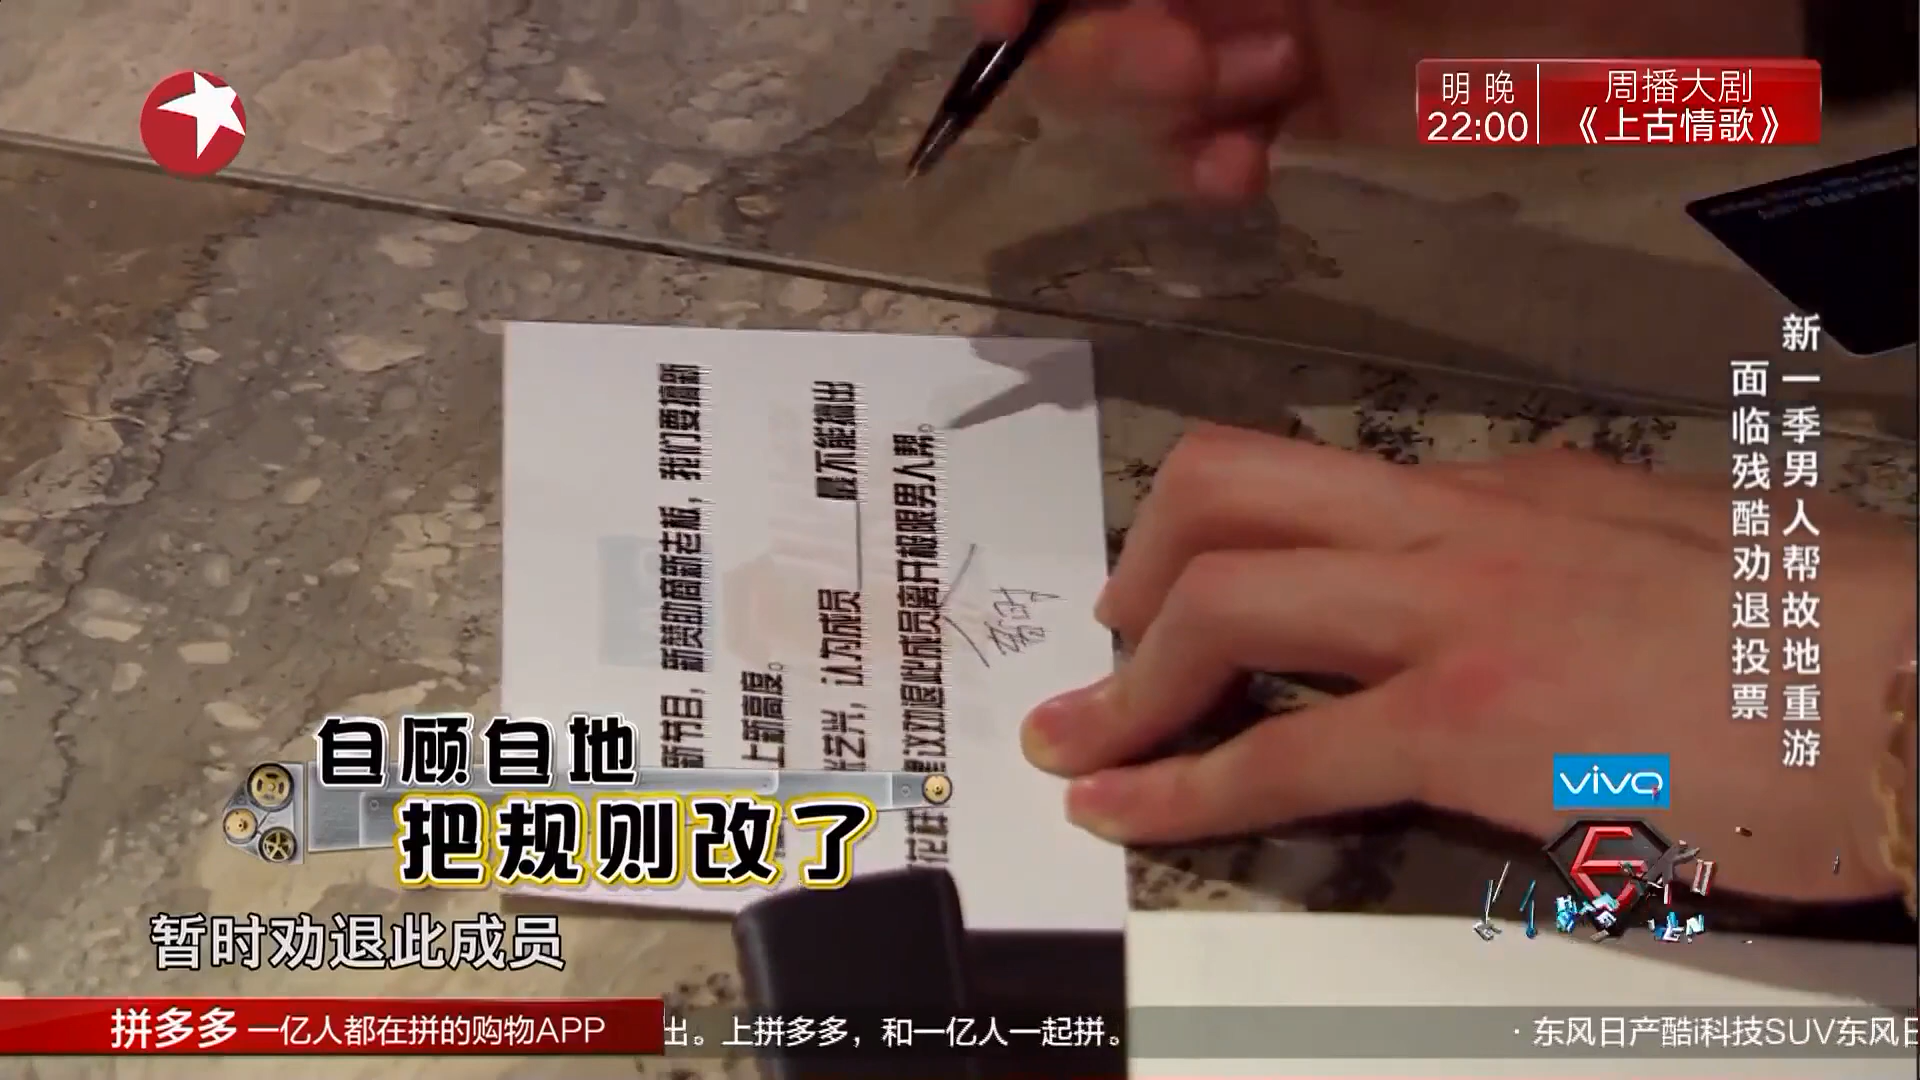 明晚
22:00
周播大剧
《上古情歌》
新一季男人帮故地重游
面临残酷劝退投票
新节日，新赞助商新老板，我们要搞新
上新高度。
认为成员
最不能搞出
议劝退此成员离开极限男人帮。
暂时
自顾自地
把规则改了
暂时劝退此成员
vivo
拼多多 一亿人都在拼的购物APP
出。上拼多多，和一亿人一起拼。
·东风日产酷i科技SUV东风日